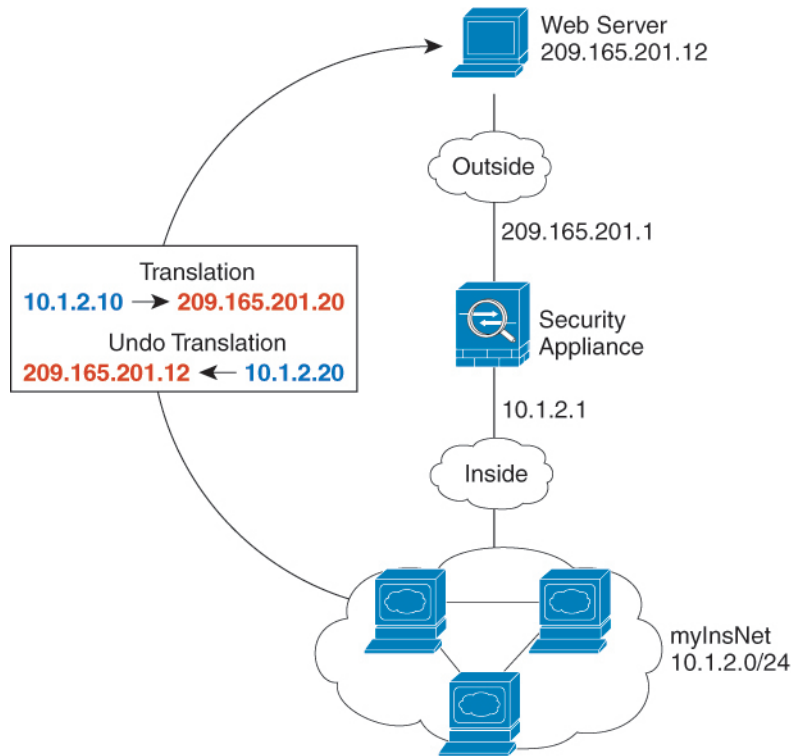 Web Server
209.165.201.12
Outside
209.165.201.1
Translation
10.1.2.10 → 209.165.201.20
Undo Translation
209.165.201.12 ← 10.1.2.20
Security
Appliance
10.1.2.1
Inside
myInsNet
10.1.2.0/24